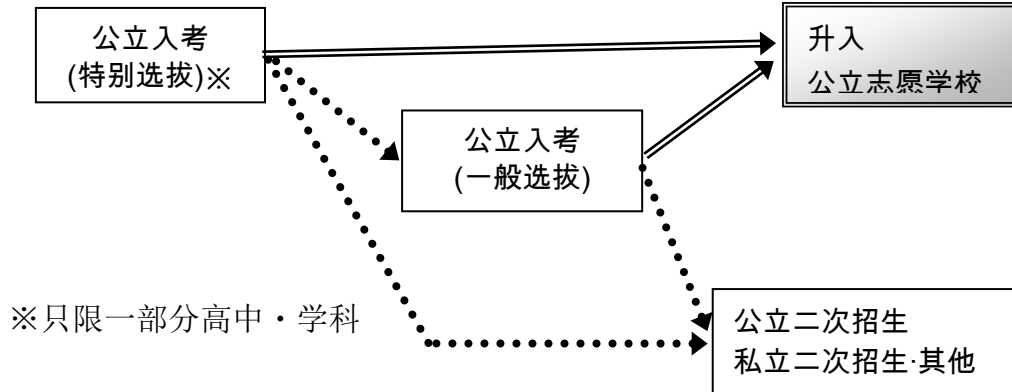 公立入考
(特别选拔)※
升入
公立志愿学校
公立入考
(一般选拔)
※只限一部分高中・学科
公立二次招生
私立二次招生·其他